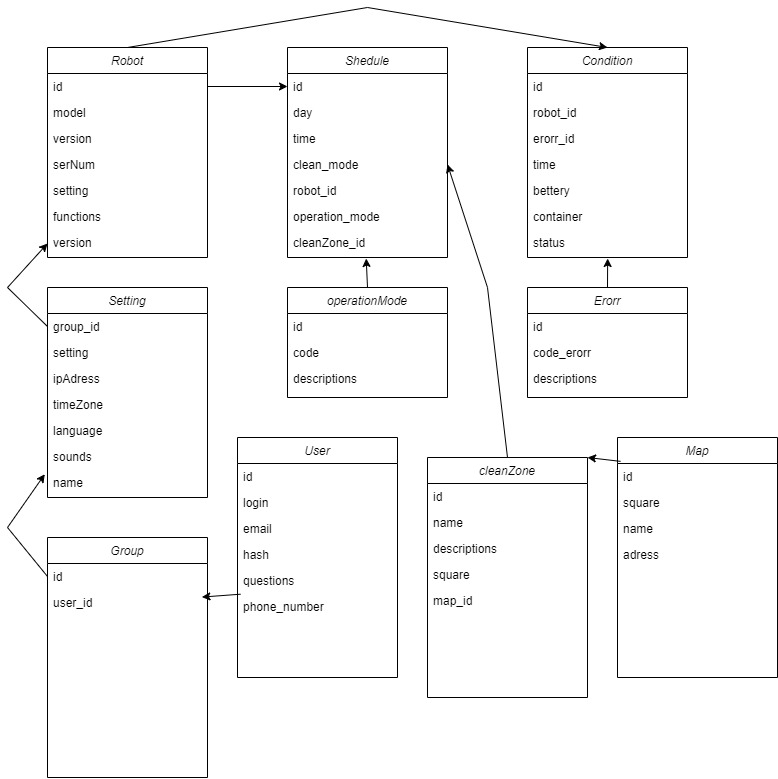 Robot
id
model
version
serNum
setting
functions
version
Shedule
id
day
time
clean_mode
robot_id
operation_mode
cleanZone_id
Condition
id
robot_id
erorr_id
time
bettery
container
status
Setting
group_id
setting
ipAdress
timeZone
language
sounds
name
operationMode
id
code
descriptions
Erorr
id
code_erorr
descriptions
Group
id
user_id
User
id
login
email
hash
questions
phone_number
cleanZone
id
name
descriptions
square
map_id
Map
id
square
name
adress